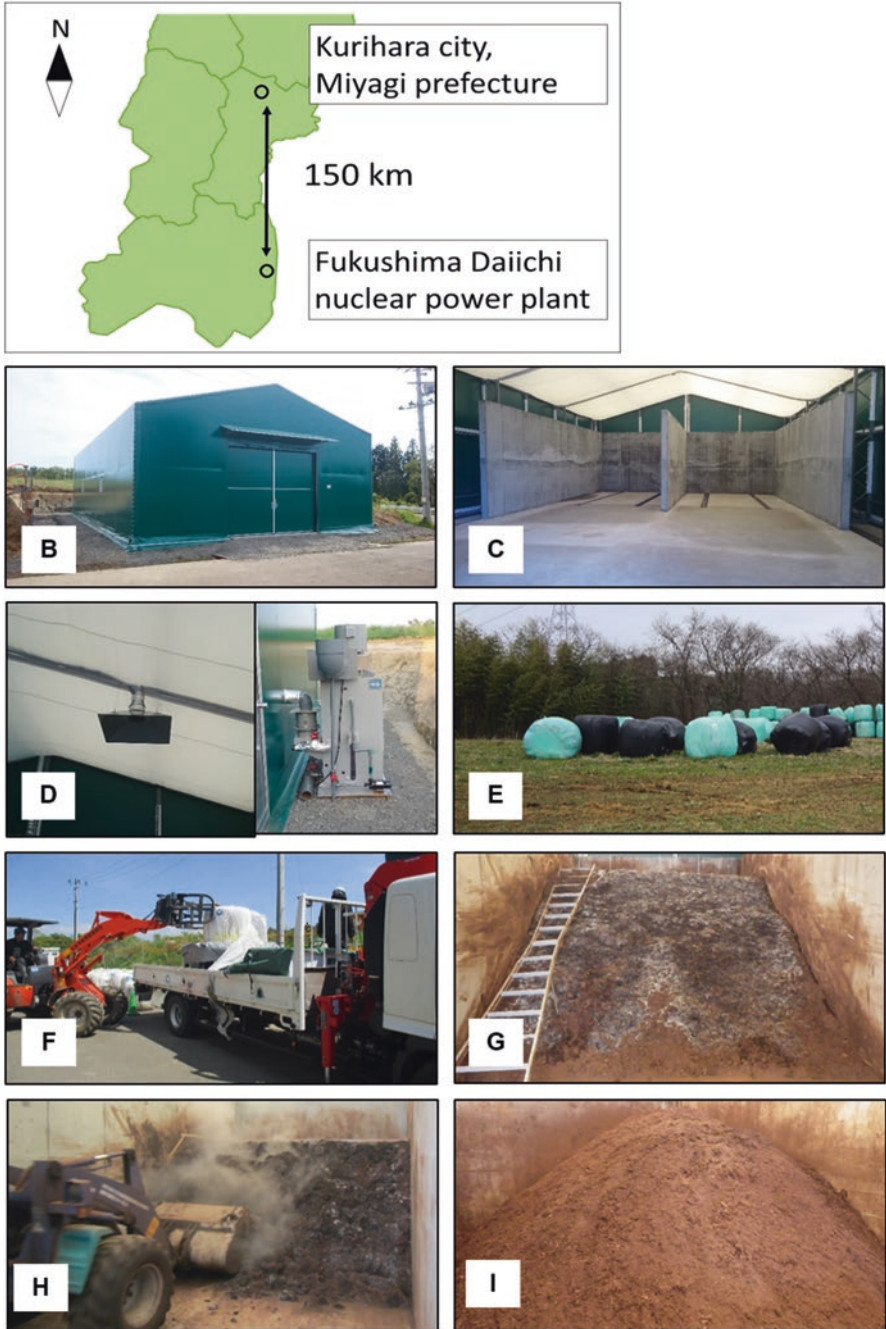 N
Kurihara city,
Miyagi prefecture
150 km
Fukushima Daiichi
nuclear power plant
B
C
D
E
F
G
H
I